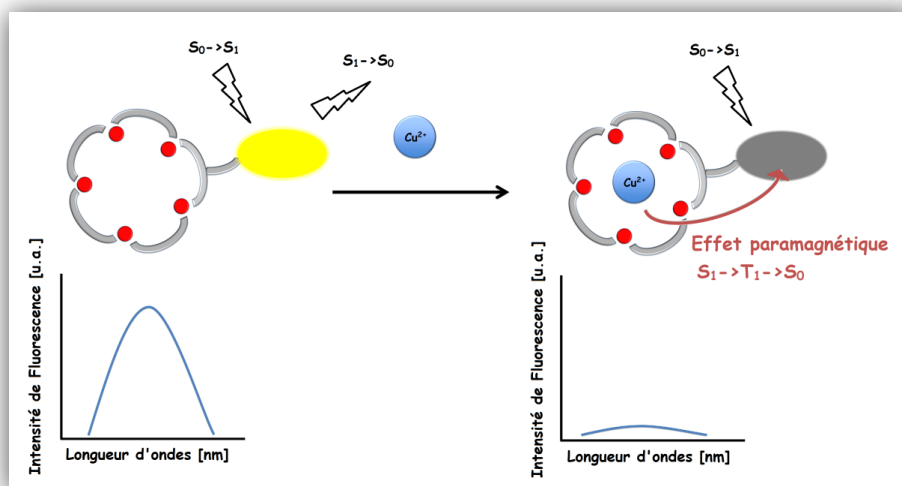 S₀->S₁
S₁->S₀
Cu²⁺
S₀->S₁
Cu²⁺
Effet paramagnétique
S₁->T₁->S₀
Intensité de Fluorescence [u.a.]
Longueur d'ondes [nm]
Intensité de Fluorescence [u.a.]
Longueur d'ondes [nm]